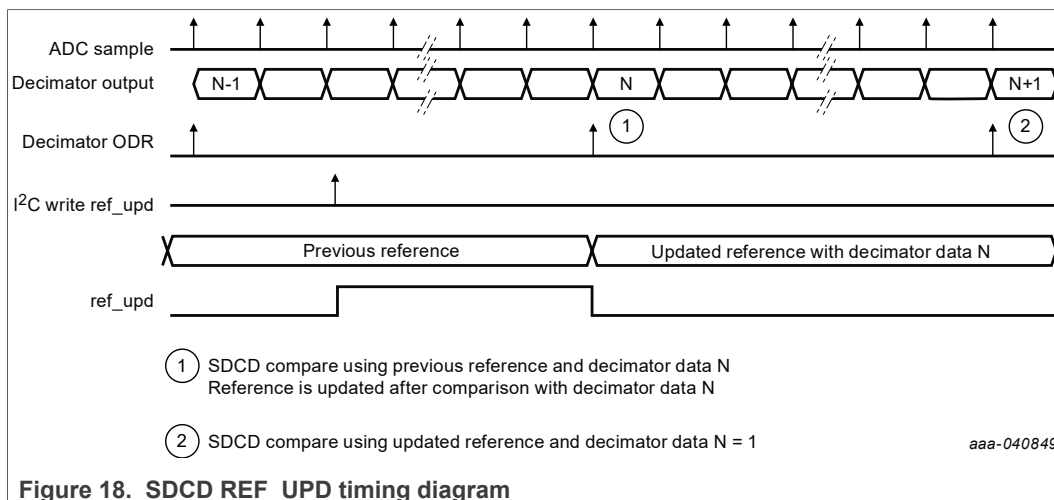 ADC sample
Decimator output
N-1
N
N+1
1
2
Decimator ODR
I2C write ref_upd
Previous reference
Updated reference with decimator data N
ref_upd
1 SDCD compare using previous reference and decimator data N
Reference is updated after comparison with decimator data N
2 SDCD compare using updated reference and decimator data N = 1
aaa-040849
Figure 18. SDCD REF_UPD timing diagram